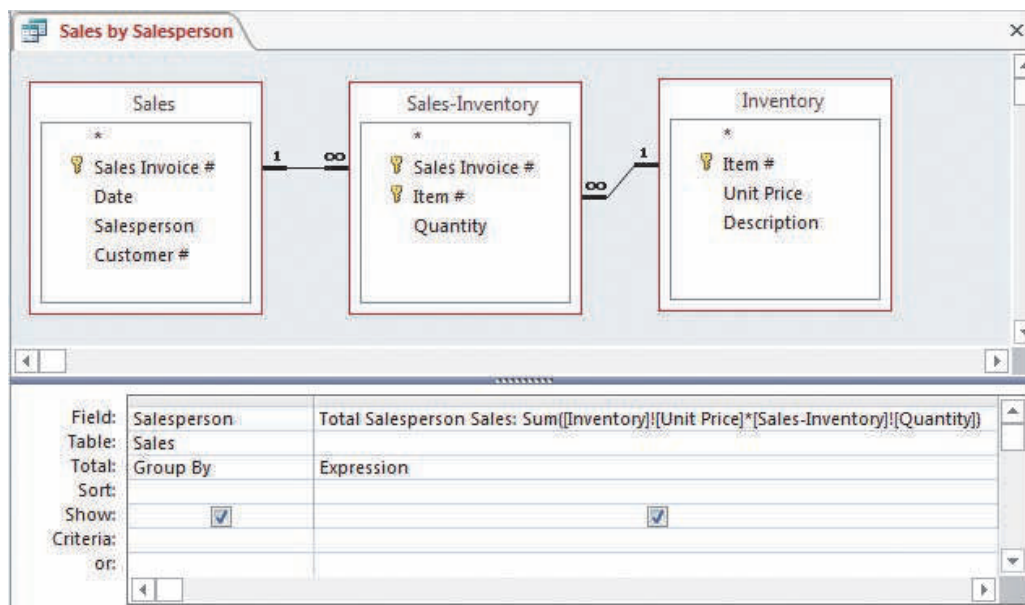 Sales by Salesperson
Sales
*
Sales Invoice #
Date
Salesperson
Customer #
1
∞
Sales-Inventory
*
Sales Invoice #
Item #
Quantity
∞
1
Inventory
*
Item #
Unit Price
Description
Field: Salesperson Total Salesperson Sales: Sum([Inventory]![Unit Price]*[Sales-Inventory]![Quantity])
Table: Sales
Total: Group By Expression
Sort:
Show:
Criteria:
or: